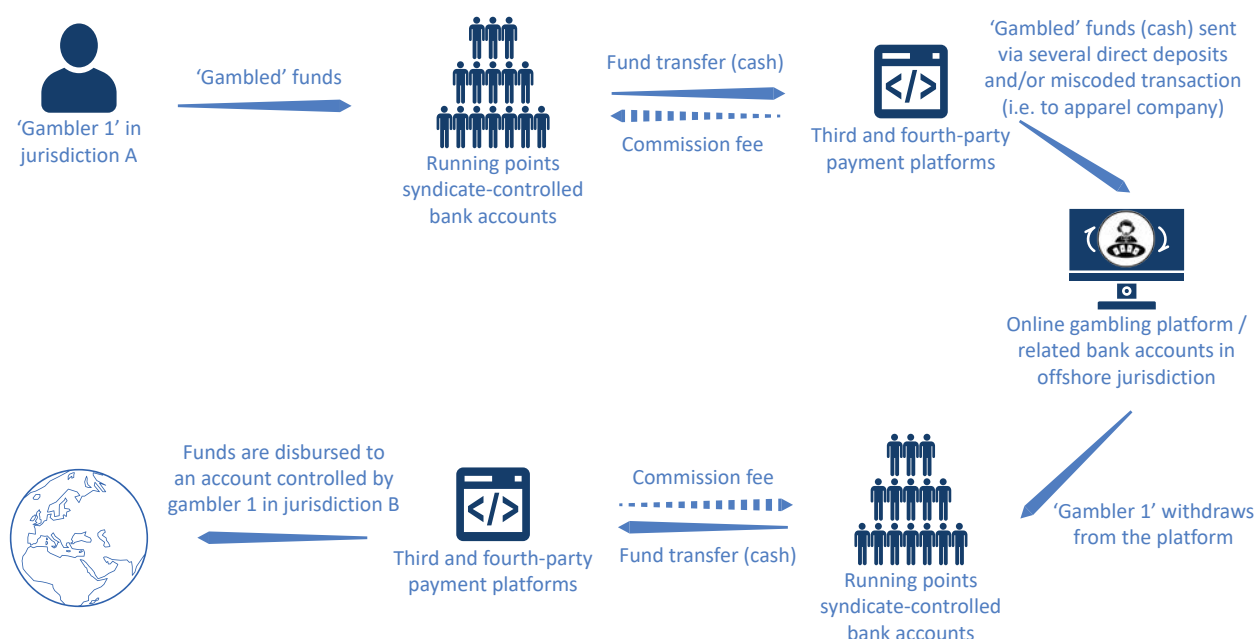 ‘Gambler 1’ in
jurisdiction A
‘Gambled’ funds
Running points
syndicate-controlled
bank accounts
Fund transfer (cash)
Commission fee
</>
Third and fourth-party
payment platforms
‘Gambled’ funds (cash) sent
via several direct deposits
and/or miscoded transaction
(i.e. to apparel company)
Online gambling platform /
related bank accounts in
offshore jurisdiction
‘Gambler 1’ withdraws
from the platform
Running points
syndicate-controlled
bank accounts
Commission fee
Fund transfer (cash)
</>
Third and fourth-party
payment platforms
Funds are disbursed to
an account controlled by
gambler 1 in jurisdiction B